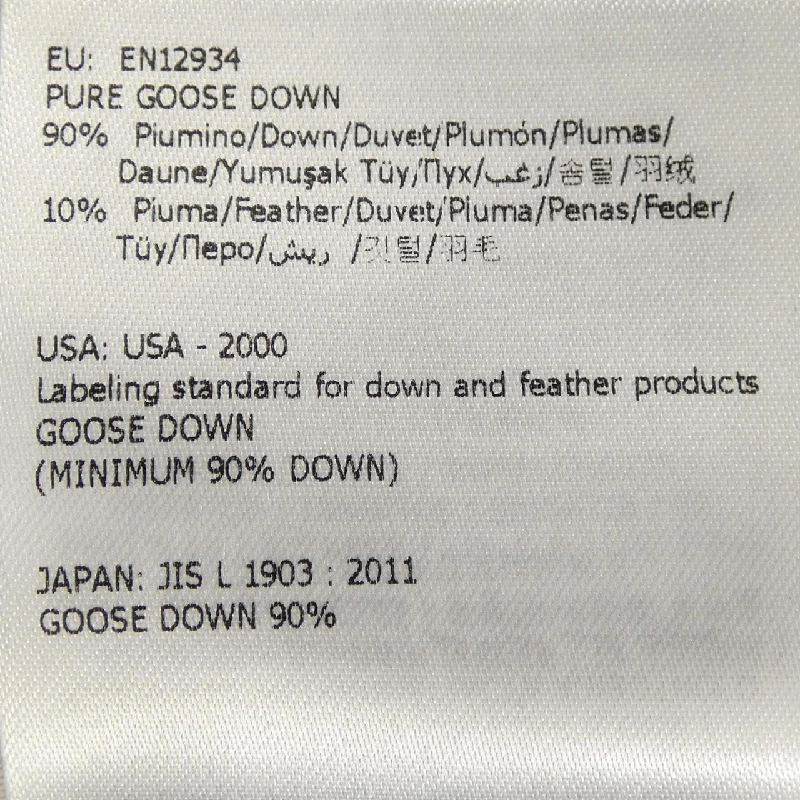 EU: EN12934
PURE GOOSE DOWN
90% Piumino/Down/Duvet/Plumón/Plumas/
Daune/Yumuşak Tüy/Пух/زغب/솜털/羽绒
10% Piuma/Feather/Duvet/Pluma/Penas/Feder/
Tüy/Перо/ريش /깃털/羽毛
USA: USA - 2000
Labeling standard for down and feather products
GOOSE DOWN
(MINIMUM 90% DOWN)
JAPAN: JIS L 1903 : 2011
GOOSE DOWN 90%